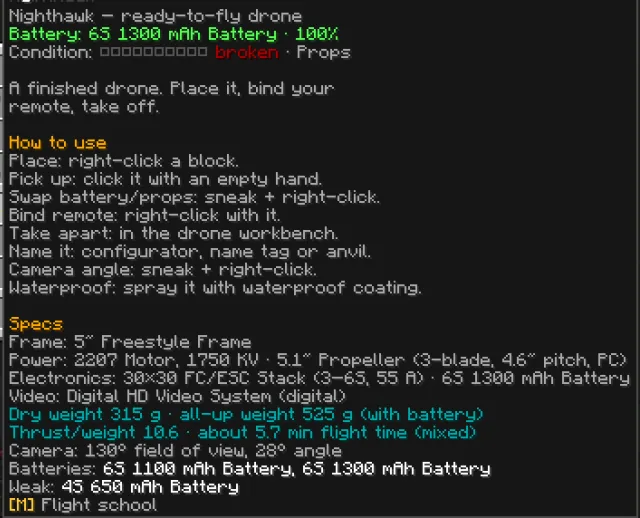 Nighthawk – ready-to-fly drone
Battery: 6S 1300 mAh Battery · 100%
Condition: □□□□□□□□□□ broken · Props
A finished drone. Place it, bind your
remote, take off.
How to use
Place: right-click a block.
Pick up: click it with an empty hand.
Swap battery/props: sneak + right-click.
Bind remote: right-click with it.
Take apart: in the drone workbench.
Name it: configurator, name tag or anvil.
Camera angle: sneak + right-click.
Waterproof: spray it with waterproof coating.
Specs
Frame: 5″ Freestyle Frame
Power: 2207 Motor, 1750 KV · 5.1″ Propeller (3-blade, 4.6″ pitch, PC)
Electronics: 30×30 FC/ESC Stack (3-6S, 55 A) · 6S 1300 mAh Battery
Video: Digital HD Video System (digital)
Dry weight 315 g · all-up weight 525 g (with battery)
Thrust/weight 10.6 · about 5.7 min flight time (mixed)
Camera: 130° field of view, 28° angle
Batteries: 6S 1100 mAh Battery, 6S 1300 mAh Battery
Weak: 4S 650 mAh Battery
[M] Flight school